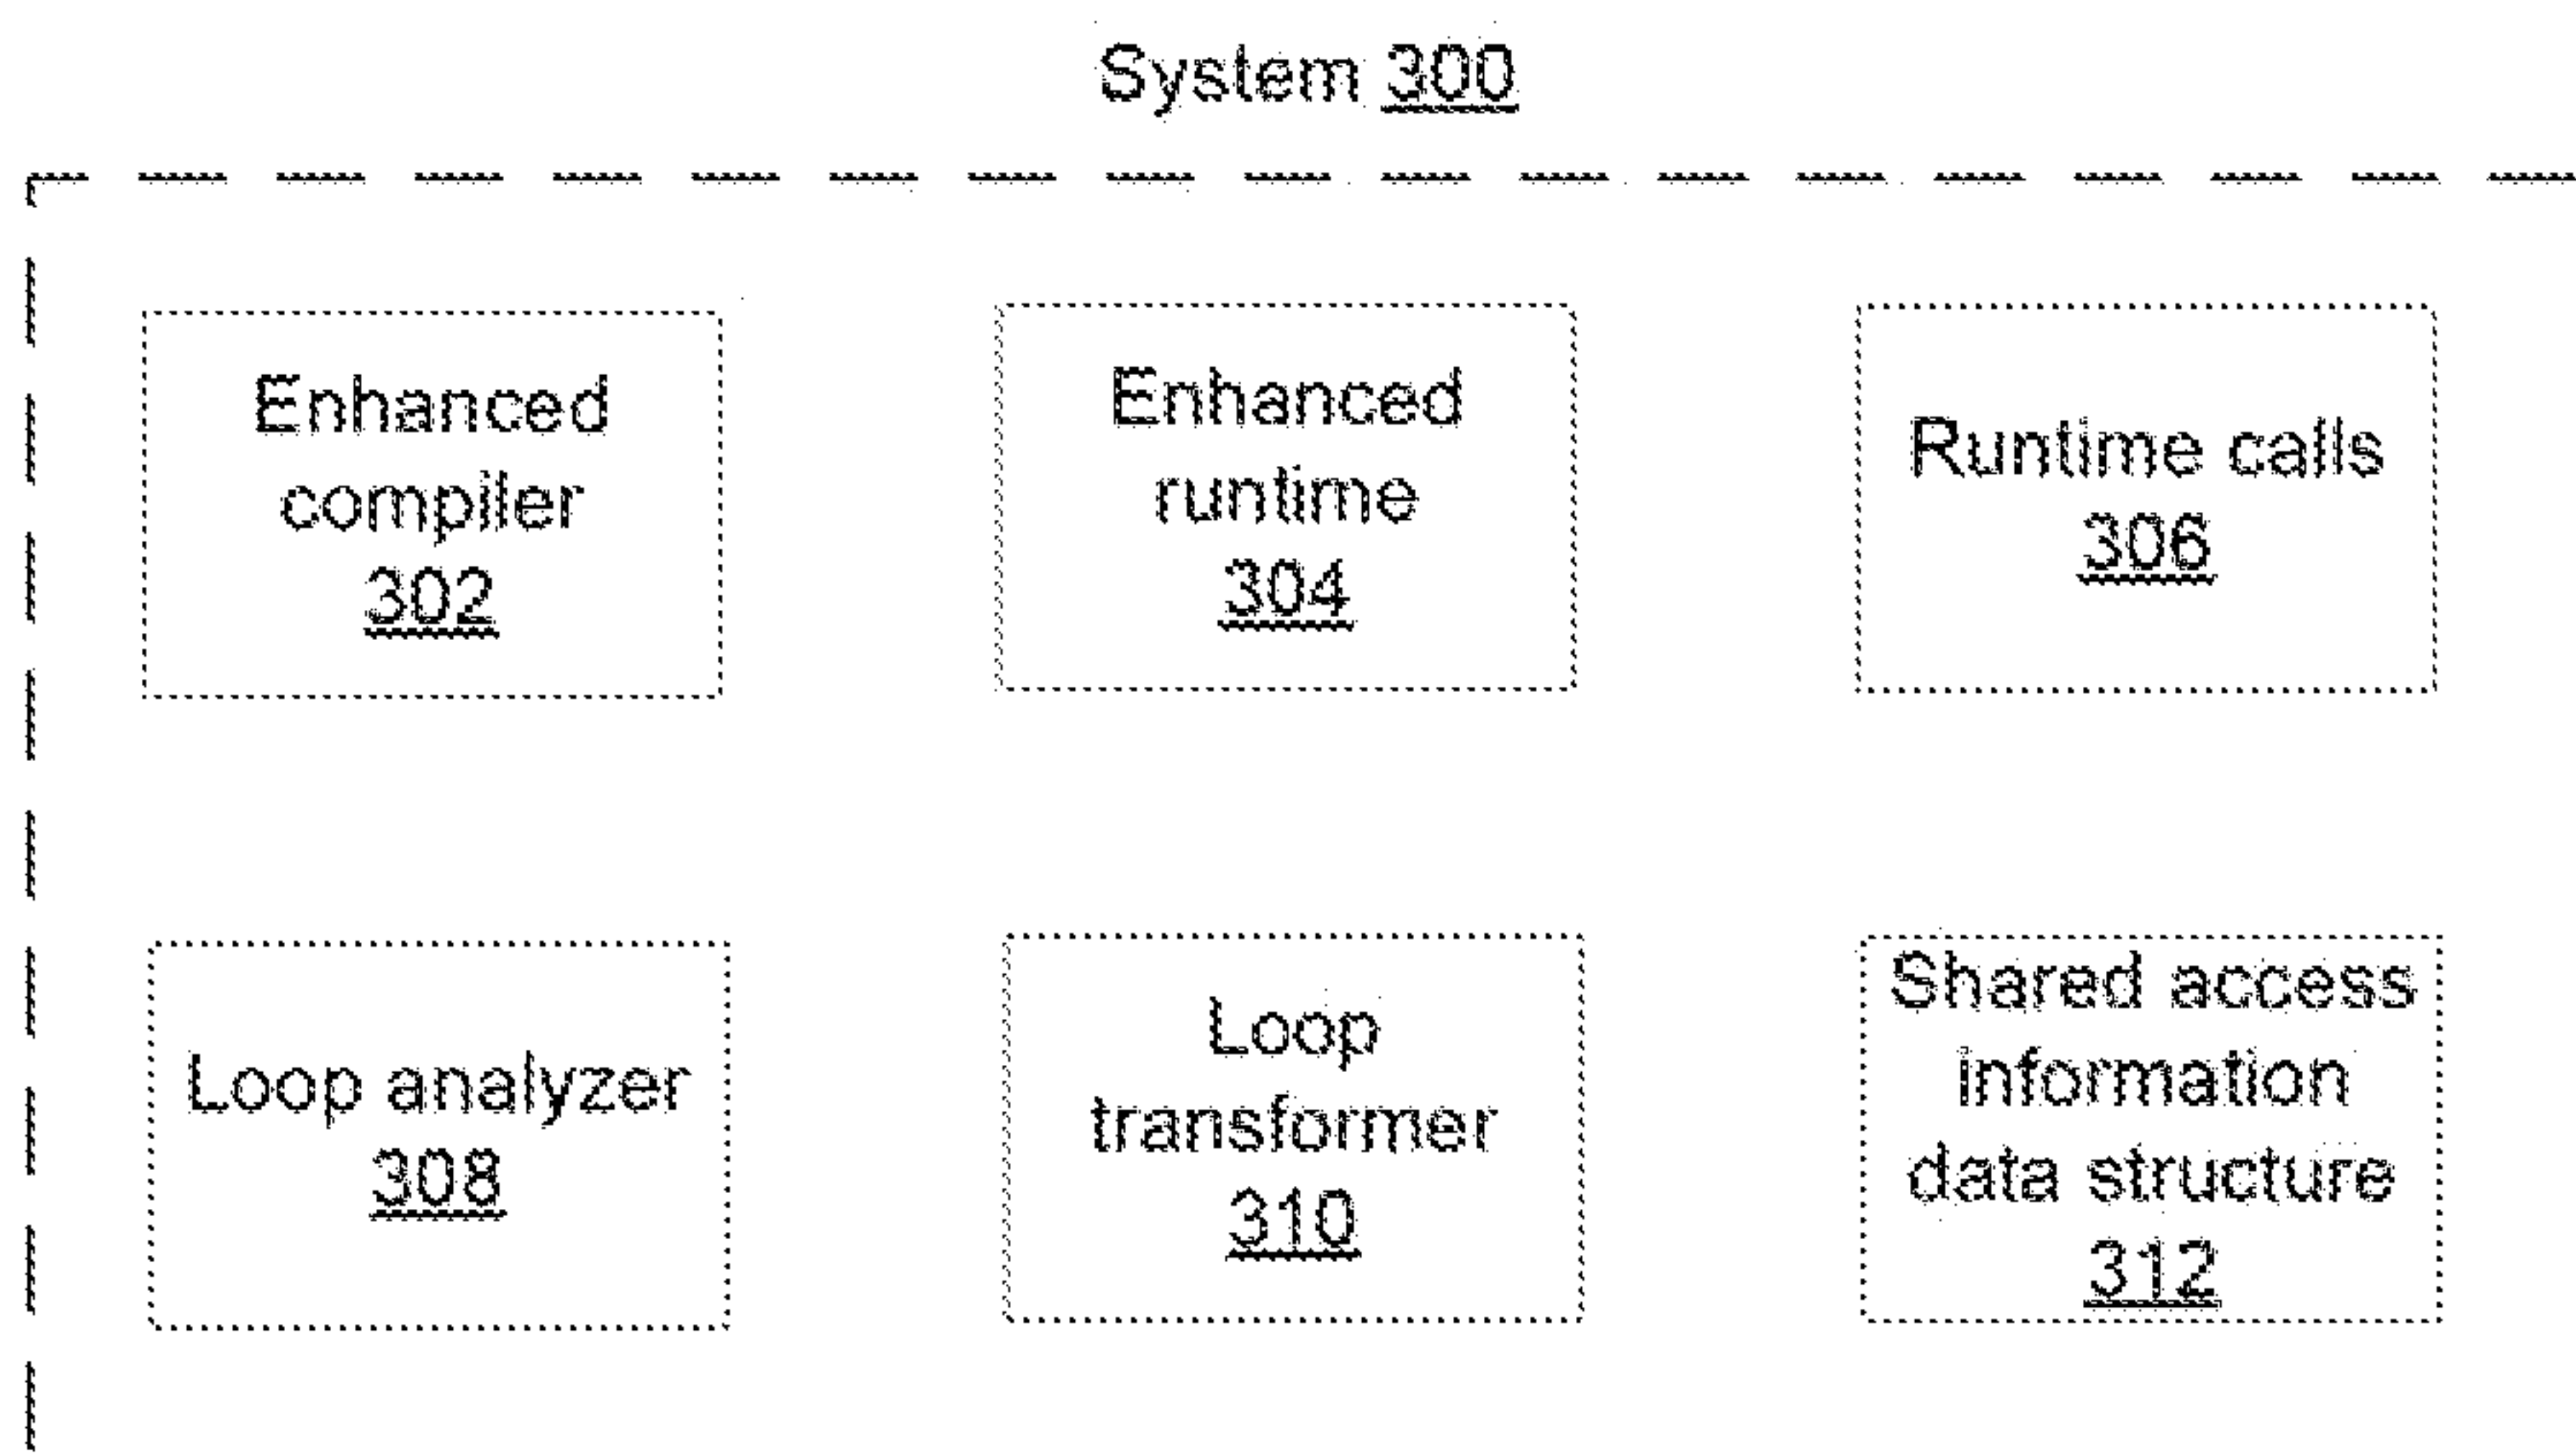 System 300
Enhanced
compiler
302
Enhanced
runtime
304
Runtime calls
306
Loop analyzer
308
Loop
transformer
310
Shared access
information
data structure
312